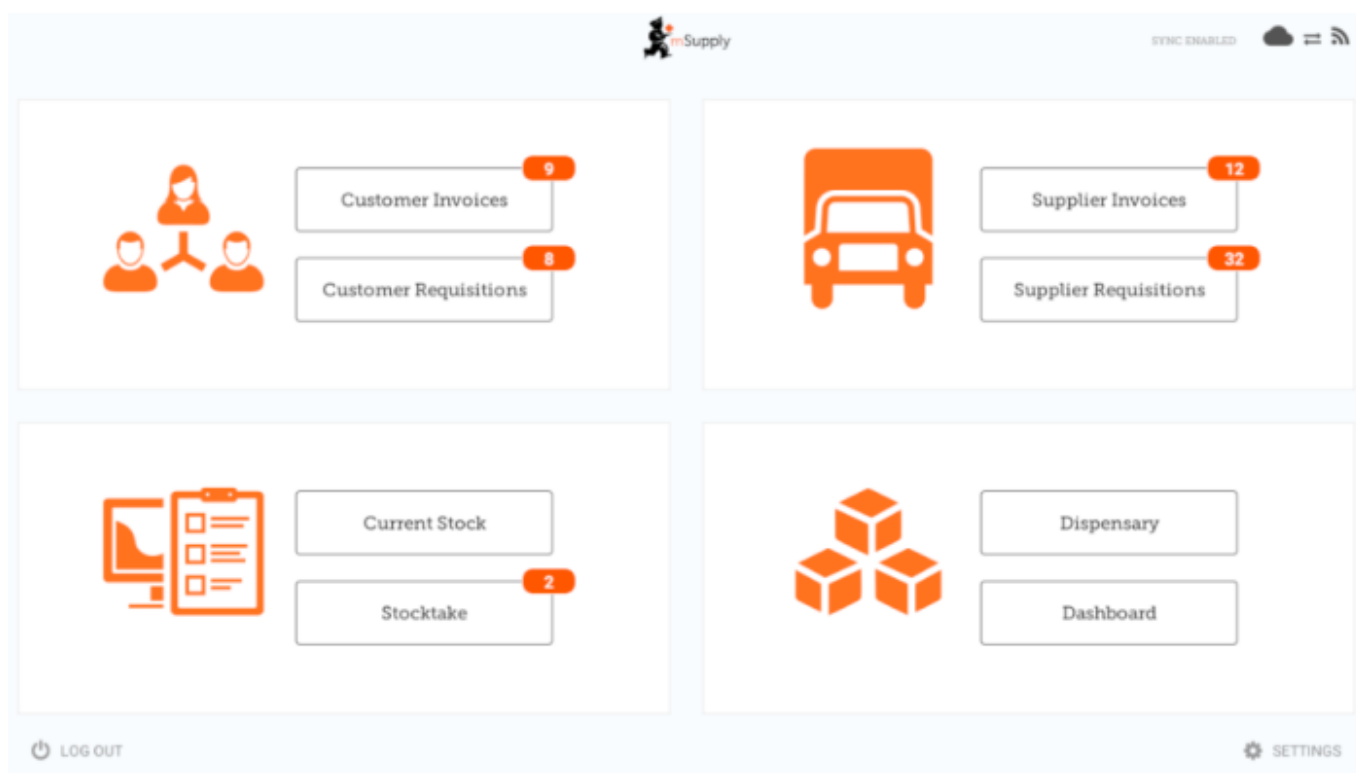 mSupply
SYNC ENABLED
9
Customer Invoices
8
Customer Requisitions
12
Supplier Invoices
32
Supplier Requisitions
Current Stock
2
Stocktake
Dispensary
Dashboard
LOG OUT
SETTINGS